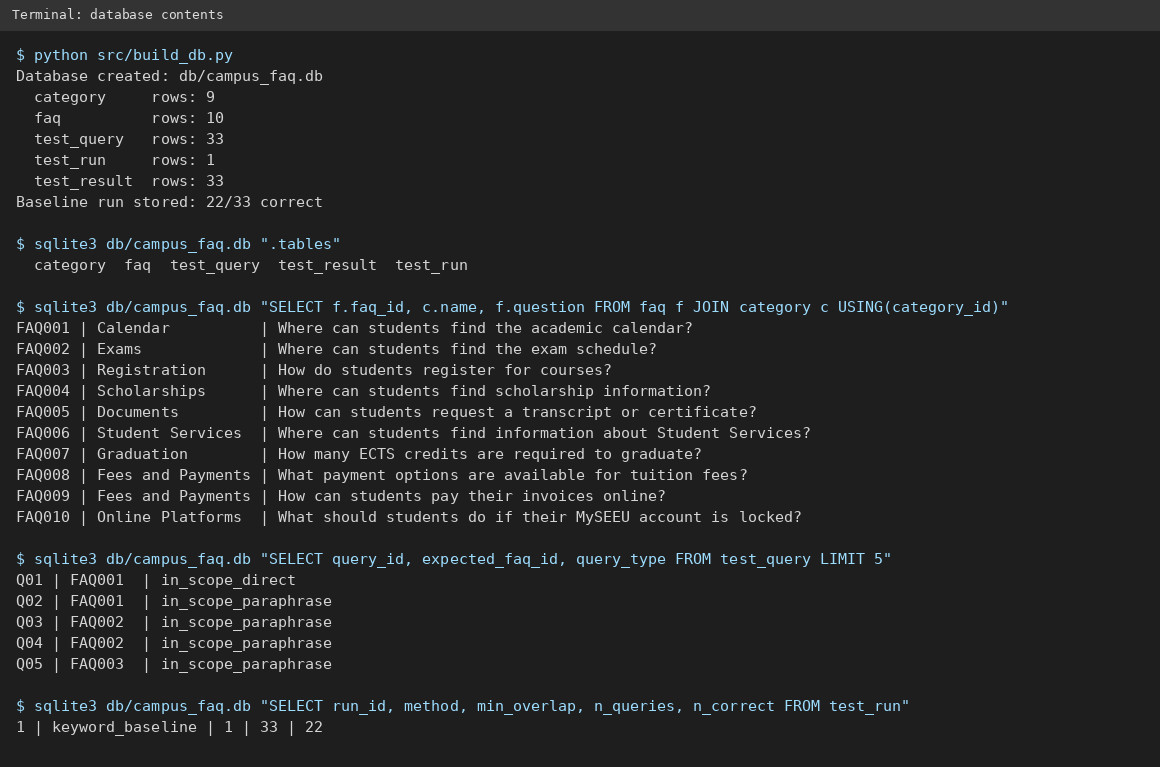 Terminal: database contents
$ python src/build_db.py
Database created: db/campus_faq.db
  category     rows: 9
  faq          rows: 10
  test_query   rows: 33
  test_run     rows: 1
  test_result  rows: 33
Baseline run stored: 22/33 correct
$ sqlite3 db/campus_faq.db ".tables"
  category  faq  test_query  test_result  test_run
$ sqlite3 db/campus_faq.db "SELECT f.faq_id, c.name, f.question FROM faq f JOIN category c USING(category_id)"
FAQ001 | Calendar          | Where can students find the academic calendar?
FAQ002 | Exams             | Where can students find the exam schedule?
FAQ003 | Registration      | How do students register for courses?
FAQ004 | Scholarships      | Where can students find scholarship information?
FAQ005 | Documents         | How can students request a transcript or certificate?
FAQ006 | Student Services  | Where can students find information about Student Services?
FAQ007 | Graduation        | How many ECTS credits are required to graduate?
FAQ008 | Fees and Payments | What payment options are available for tuition fees?
FAQ009 | Fees and Payments | How can students pay their invoices online?
FAQ010 | Online Platforms  | What should students do if their MySEEU account is locked?
$ sqlite3 db/campus_faq.db "SELECT query_id, expected_faq_id, query_type FROM test_query LIMIT 5"
Q01 | FAQ001  | in_scope_direct
Q02 | FAQ001  | in_scope_paraphrase
Q03 | FAQ002  | in_scope_paraphrase
Q04 | FAQ002  | in_scope_paraphrase
Q05 | FAQ003  | in_scope_paraphrase
$ sqlite3 db/campus_faq.db "SELECT run_id, method, min_overlap, n_queries, n_correct FROM test_run"
1 | keyword_baseline | 1 | 33 | 22